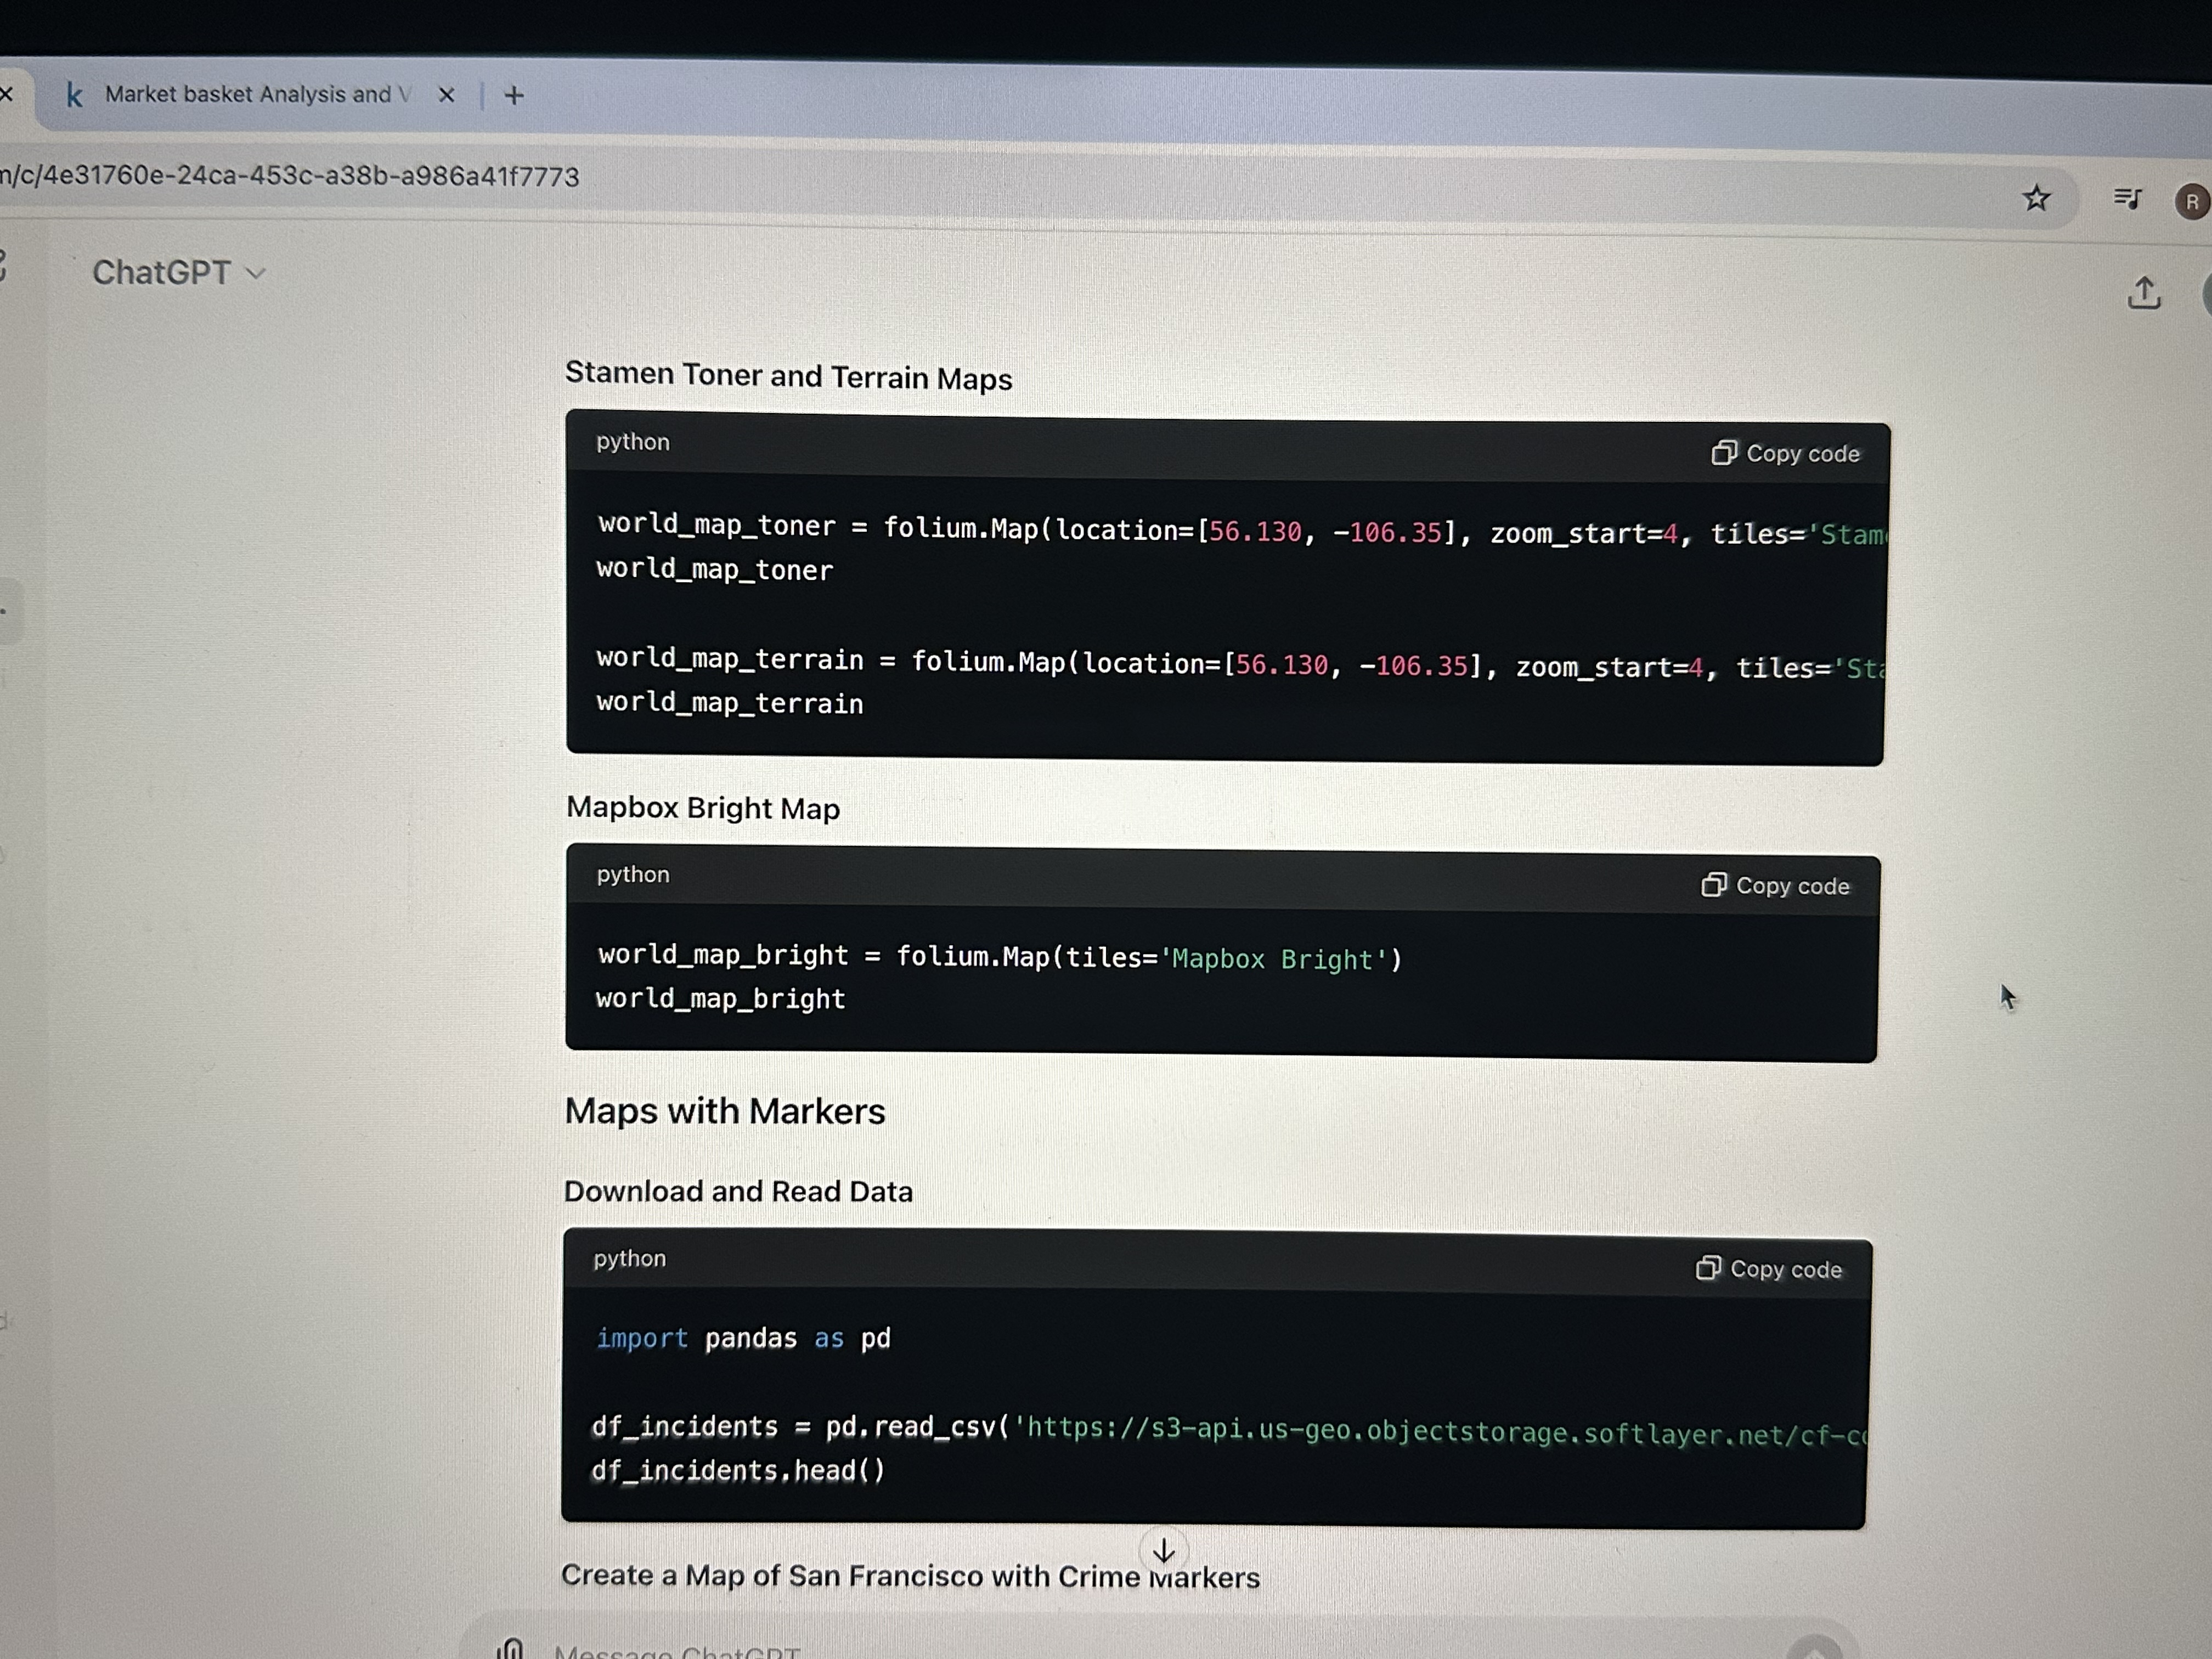 Market basket Analysis and V
m/c/4e31760e-24ca-453c-a38b-a986a41f7773
R
ChatGPT
Stamen Toner and Terrain Maps
python
Copy code
world_map_toner = folium.Map(location=[56.130, -106.35], zoom_start=4, tiles='Stam
world_map_toner
world_map_terrain = folium.Map(location=[56.130, -106.35], zoom_start=4, tiles='Sta
world_map_terrain
Mapbox Bright Map
python
Copy code
world_map_bright = folium.Map(tiles='Mapbox Bright')
world_map_bright
Maps with Markers
Download and Read Data
python
Copy code
import pandas as pd
df_incidents = pd.read_csv('https://s3-api.us-geo.objectstorage.softlayer.net/cf-c
df_incidents.head()
Create a Map of San Francisco with Crime Markers
Message ChatGPT